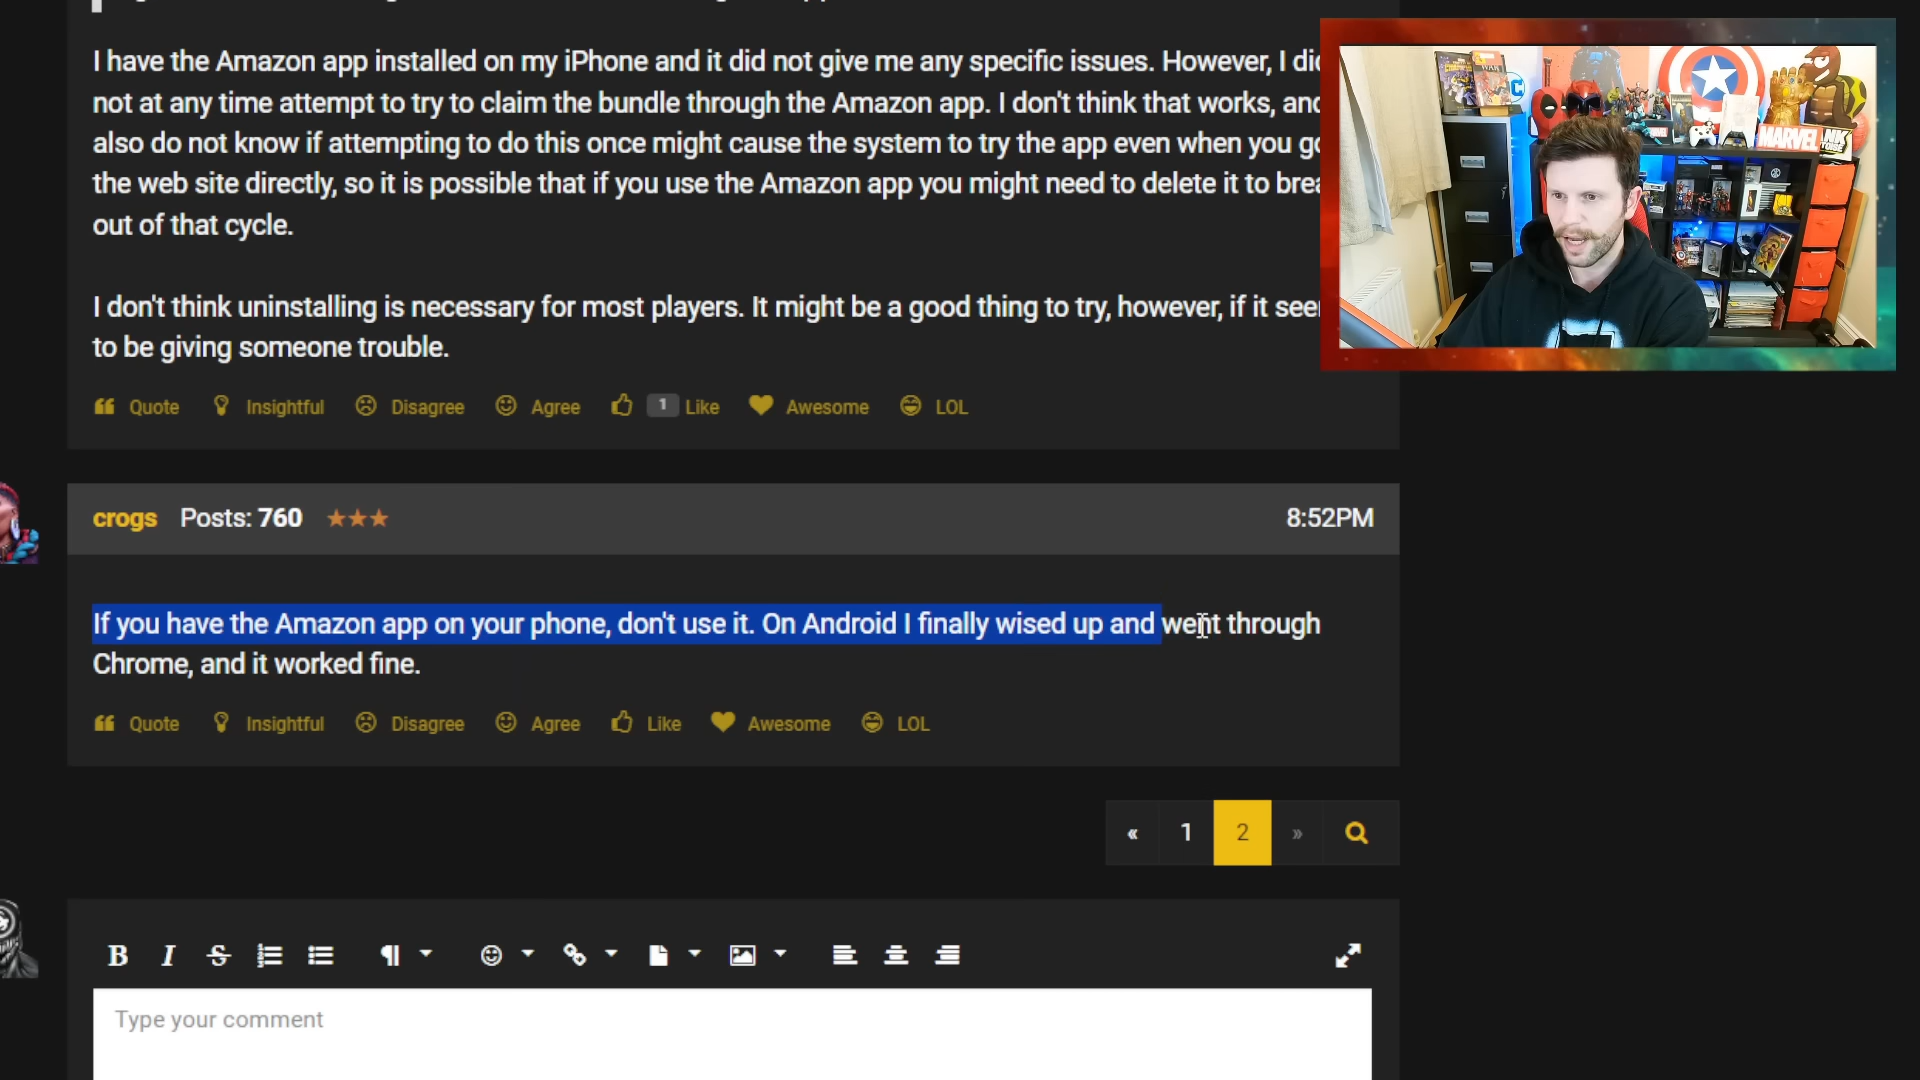 I have the Amazon app installed on my iPhone and it did not give me any specific issues. However, I did
not at any time attempt to try to claim the bundle through the Amazon app. I don't think that works, and
also do not know if attempting to do this once might cause the system to try the app even when you go
the web site directly, so it is possible that if you use the Amazon app you might need to delete it to brea
out of that cycle.
I don't think uninstalling is necessary for most players. It might be a good thing to try, however, if it see
to be giving someone trouble.
Quote Insightful Disagree Agree 1 Like Awesome LOL
crogs Posts: 760 8:52PM
If you have the Amazon app on your phone, don't use it. On Android I finally wised up and went through
Chrome, and it worked fine.
Quote Insightful Disagree Agree Like Awesome LOL
« 1 2 »
B I S
Type your comment
MARVEL